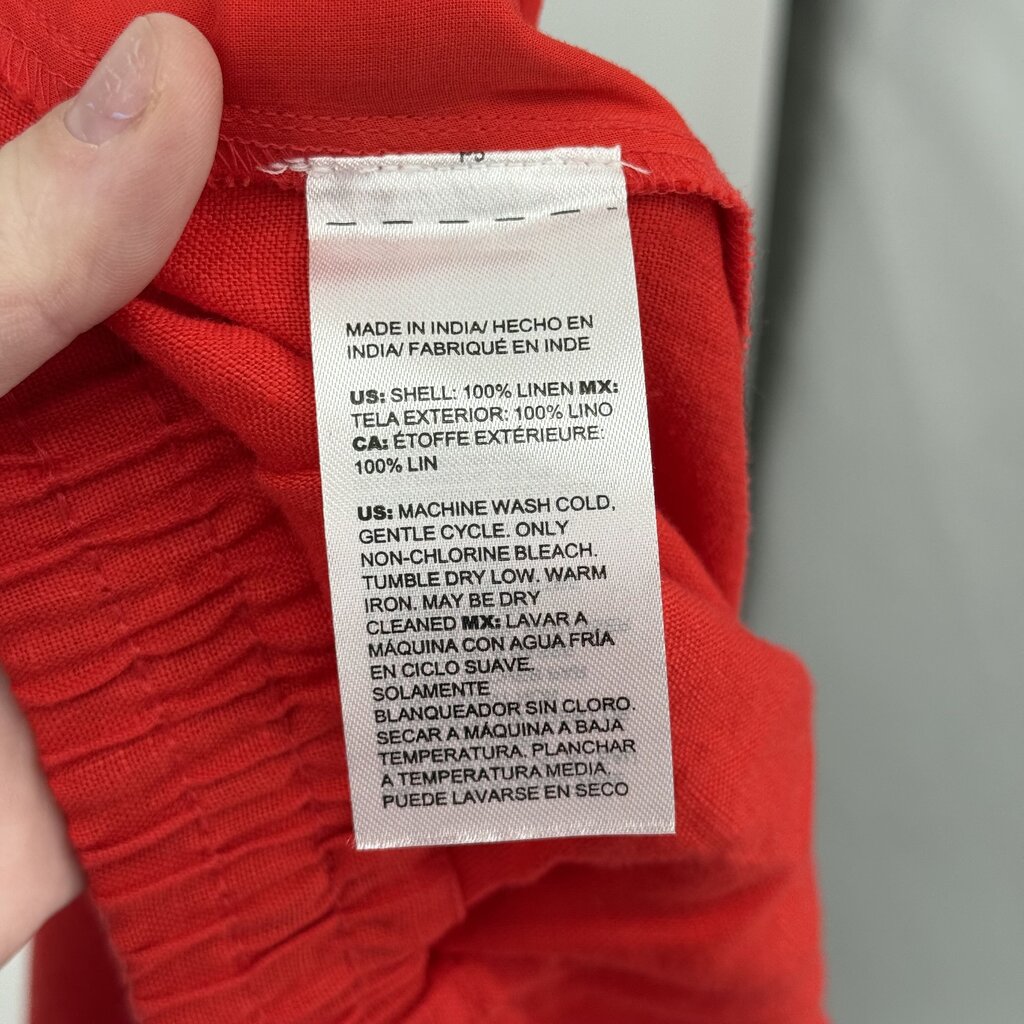 MADE IN INDIA/ HECHO EN
INDIA/ FABRIQUÉ EN INDE
US: SHELL: 100% LINEN MX:
TELA EXTERIOR: 100% LINO
CA: ÉTOFFE EXTÉRIEURE:
100% LIN
US: MACHINE WASH COLD,
GENTLE CYCLE. ONLY
NON-CHLORINE BLEACH.
TUMBLE DRY LOW. WARM
IRON. MAY BE DRY
CLEANED MX: LAVAR A
MÁQUINA CON AGUA FRÍA
EN CICLO SUAVE.
SOLAMENTE
BLANQUEADOR SIN CLORO.
SECAR A MÁQUINA A BAJA
TEMPERATURA. PLANCHAR
A TEMPERATURA MEDIA.
PUEDE LAVARSE EN SECO